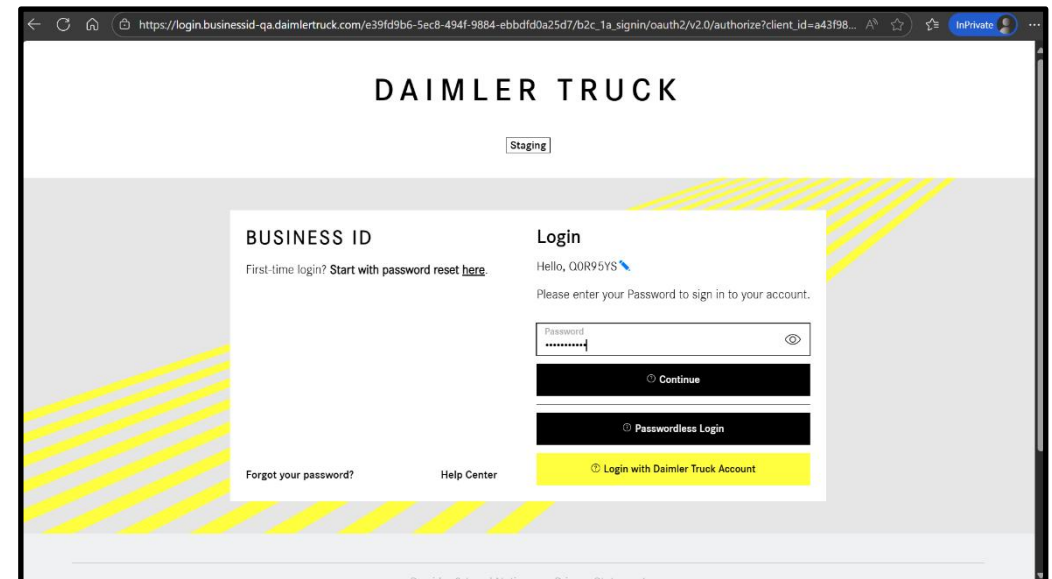 https://login.businessid-qa.daimlertruck.com/e39fd9b6-5ec8-494f-9884-ebbdfd0a25d7/b2c_1a_signin/oauth2/v2.0/authorize?client_id=a43f98...
InPrivate
DAIMLER TRUCK
Staging
BUSINESS ID
First-time login? Start with password reset here.
Forgot your password?
Help Center
Login
Hello, Q0R95YS
Please enter your Password to sign in to your account.
Password
•••••••••••
Continue
Passwordless Login
Login with Daimler Truck Account